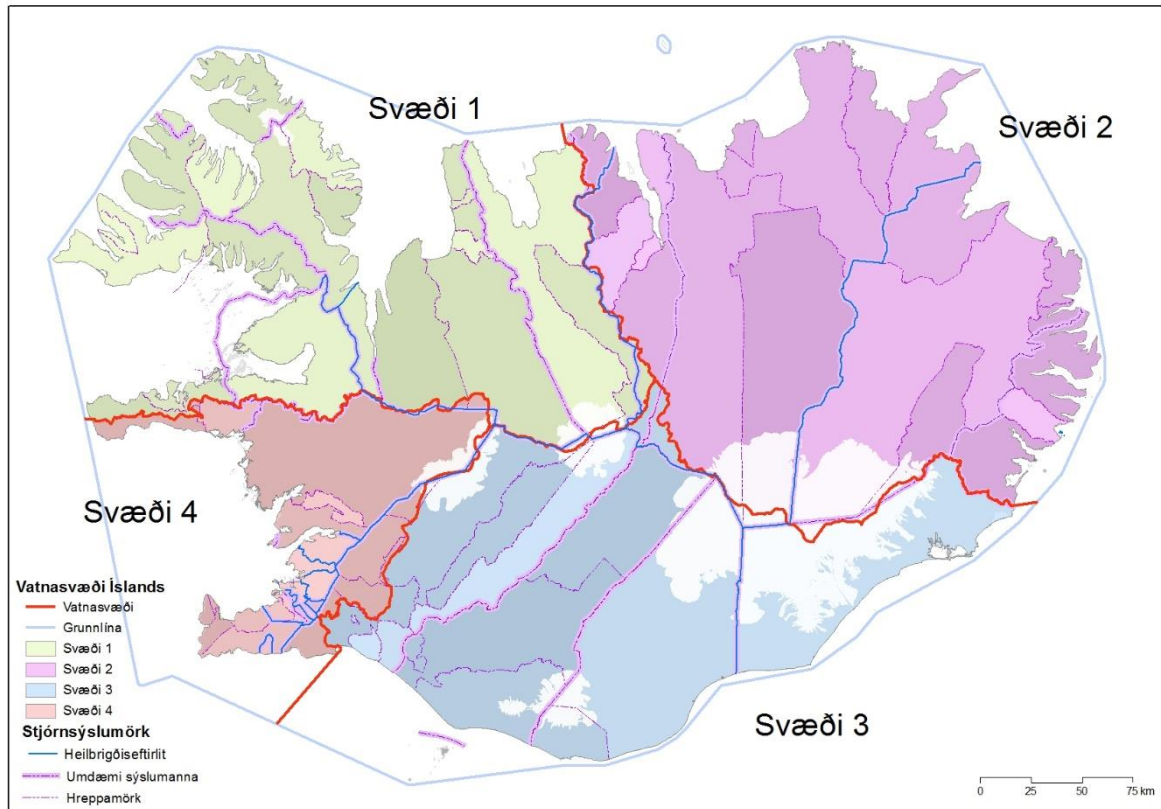 Svæði 1
Svæði 2
Svæði 4
Svæði 3
Vatnasvæði Íslands
Vatnasvæði
Grunnlína
Svæði 1
Svæði 2
Svæði 3
Svæði 4
Stjórnsýslumörk
Heilbrigðiseftirlit
Umdæmi sýslumanna
Hreppamörk
0 25 50 75 km